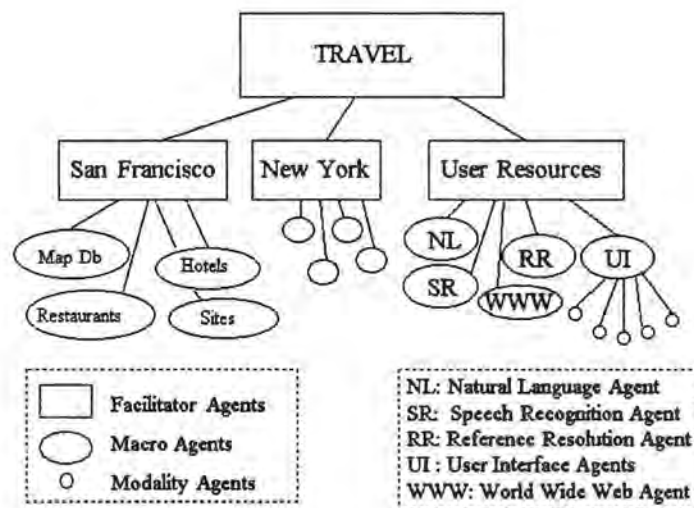 TRAVEL
San Francisco
New York
User Resources
Map Db
Hotels
Restaurants
Sites
NL
RR
UI
SR
WWW
Facilitator Agents
Macro Agents
Modality Agents
NL: Natural Language Agent
SR: Speech Recognition Agent
RR: Reference Resolution Agent
UI : User Interface Agents
WWW: World Wide Web Agent